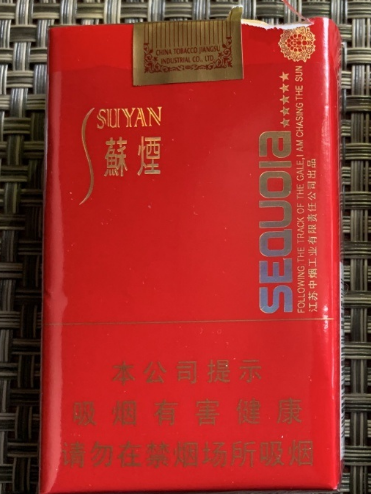 CHINA TOBACCO JIANGSU
INDUSTRIAL CO., LTD.
SUYAN
蘇煙
SEQUOIA
FOLLOWING THE TRACK OF THE GALE, I AM CHASING THE SUN
江苏中烟工业有限责任公司出品
本公司提示
吸烟有害健康
请勿在禁烟场所吸烟